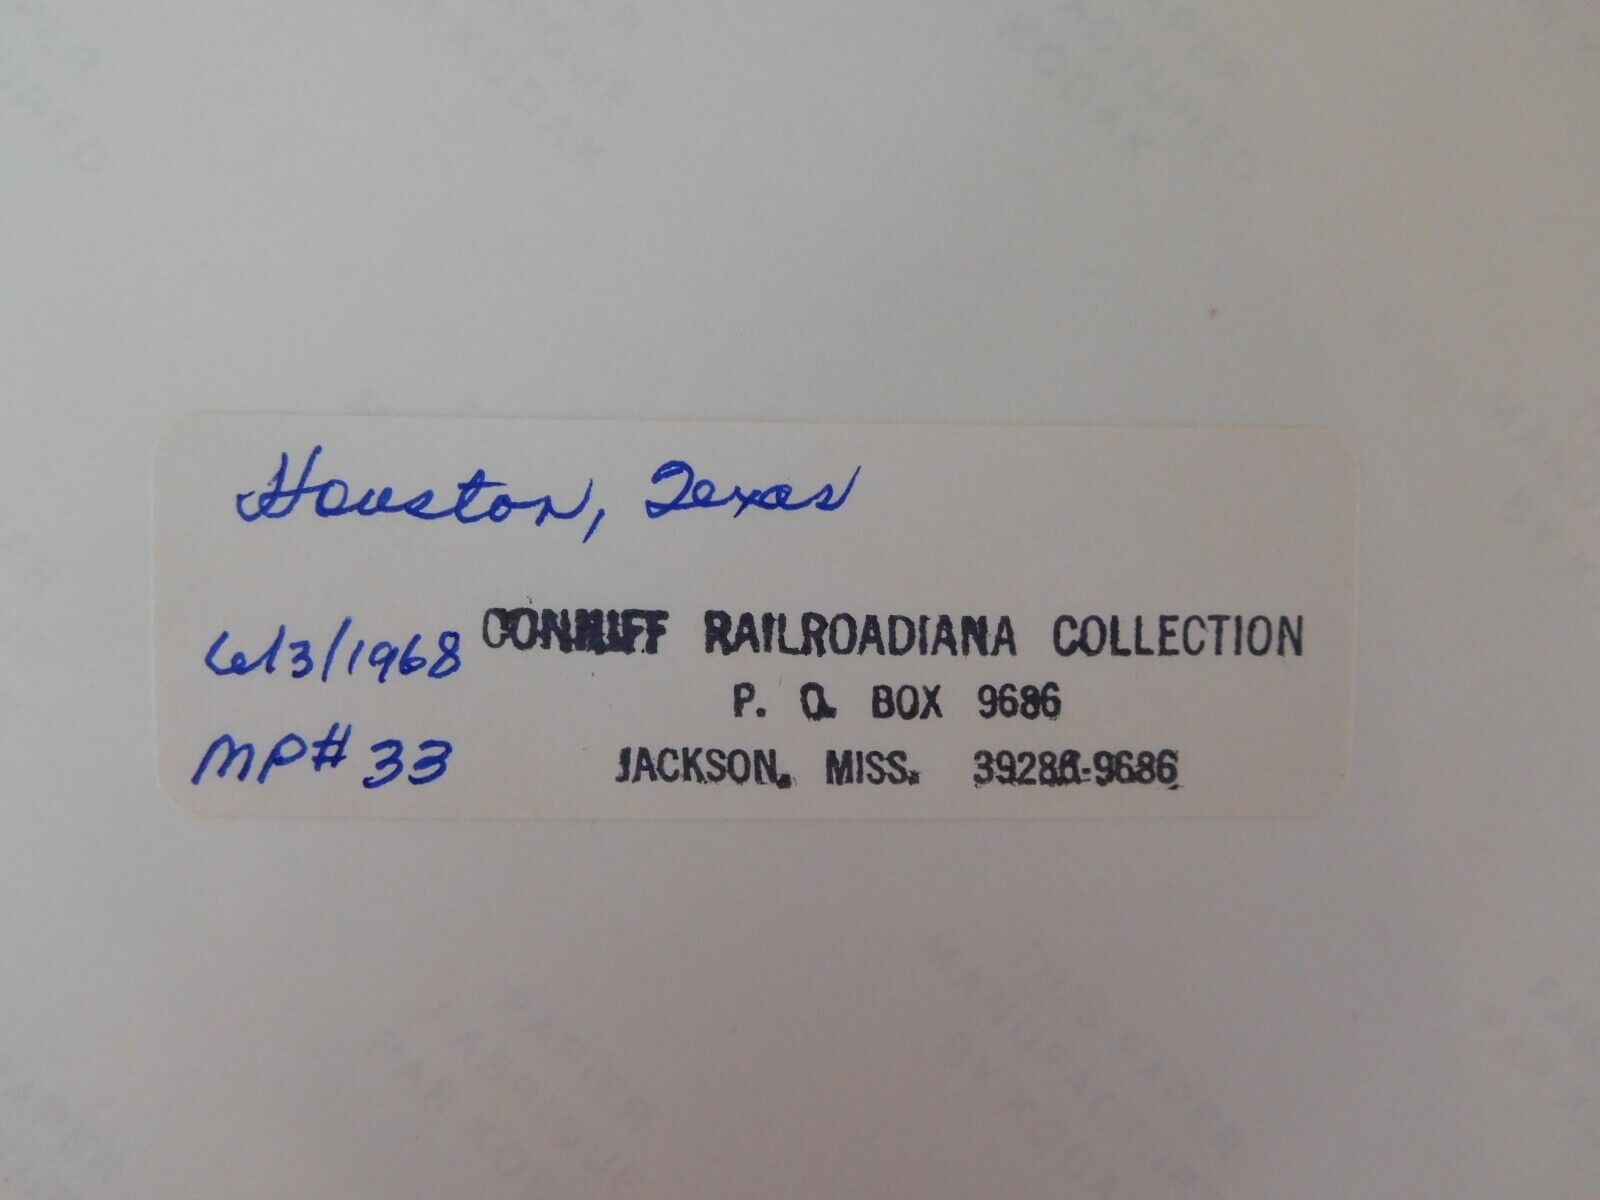 Houston, Texas
6/3/1968
MP# 33
CONNIFF RAILROADIANA COLLECTION
P. O. BOX 9686
JACKSON, MISS. 39286-9686